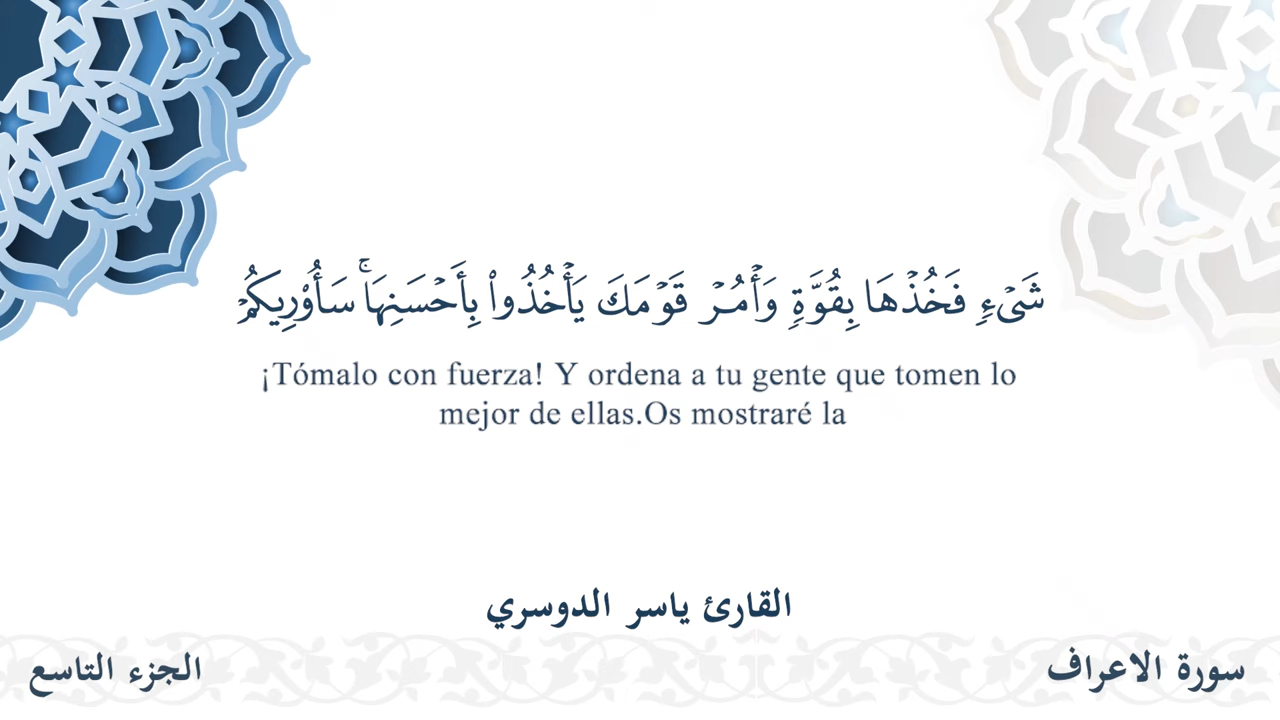 شَيۡءٖ فَخُذۡهَا بِقُوَّةٖ وَأۡمُرۡ قَوۡمَكَ يَأۡخُذُواْ بِأَحۡسَنِهَاۚ سَأُوْرِيكُمۡ
¡Tómalo con fuerza! Y ordena a tu gente que tomen lo
mejor de ellas.Os mostraré la
القارئ ياسر الدوسري
سورة الاعراف
الجزء التاسع